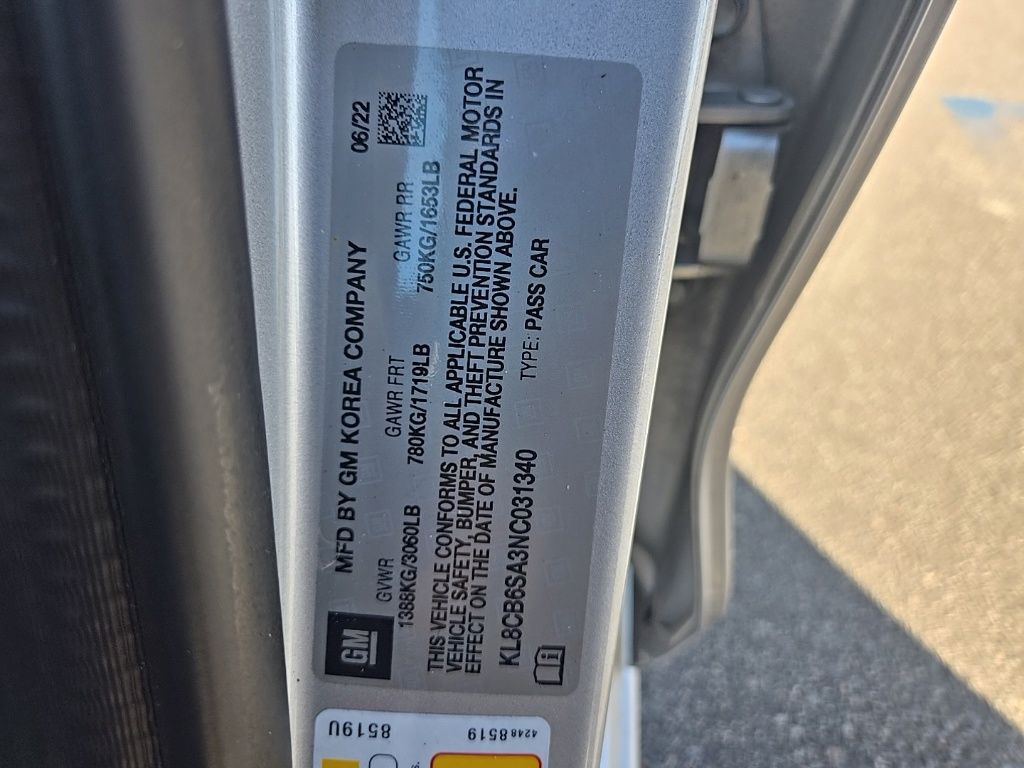 GM
MFD BY GM KOREA COMPANY
06/22
GVWR
GAWR FRT
GAWR RR
1388KG/3060LB
780KG/1719LB
750KG/1653LB
THIS VEHICLE CONFORMS TO ALL APPLICABLE U.S. FEDERAL MOTOR
VEHICLE SAFETY, BUMPER, AND THEFT PREVENTION STANDARDS IN
EFFECT ON THE DATE OF MANUFACTURE SHOWN ABOVE.
KL8CB6SA3NC031340
TYPE: PASS CAR
8519U
4248 8519